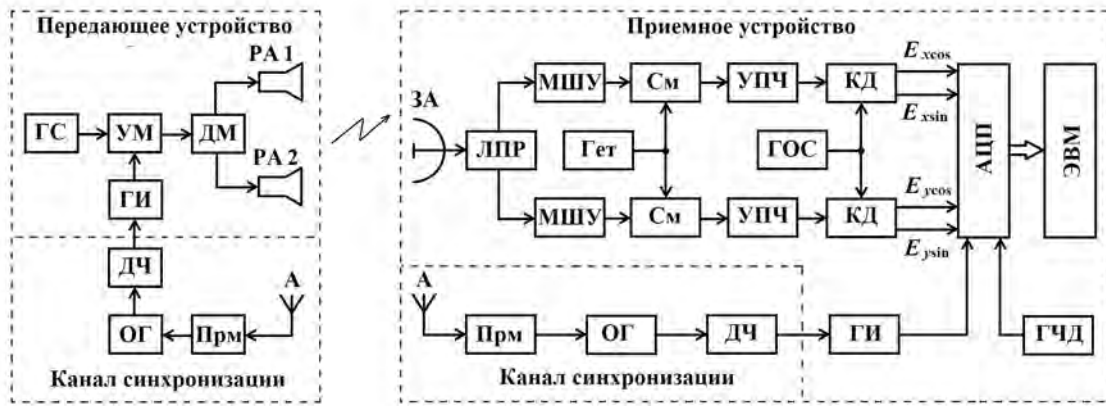 Передающее устройство
РА 1
ГС
УМ
ДМ
РА 2
ГИ
ДЧ
А
ОГ
Прм
Канал синхронизации
Приемное устройство
ЗА
ЛПР
МШУ
См
УПЧ
КД
E xcos
E xsin
Гет
ГОС
МШУ
См
УПЧ
КД
E ycos
E ysin
АЦП
ЭВМ
А
Прм
ОГ
ДЧ
ГИ
ГЧД
Канал синхронизации